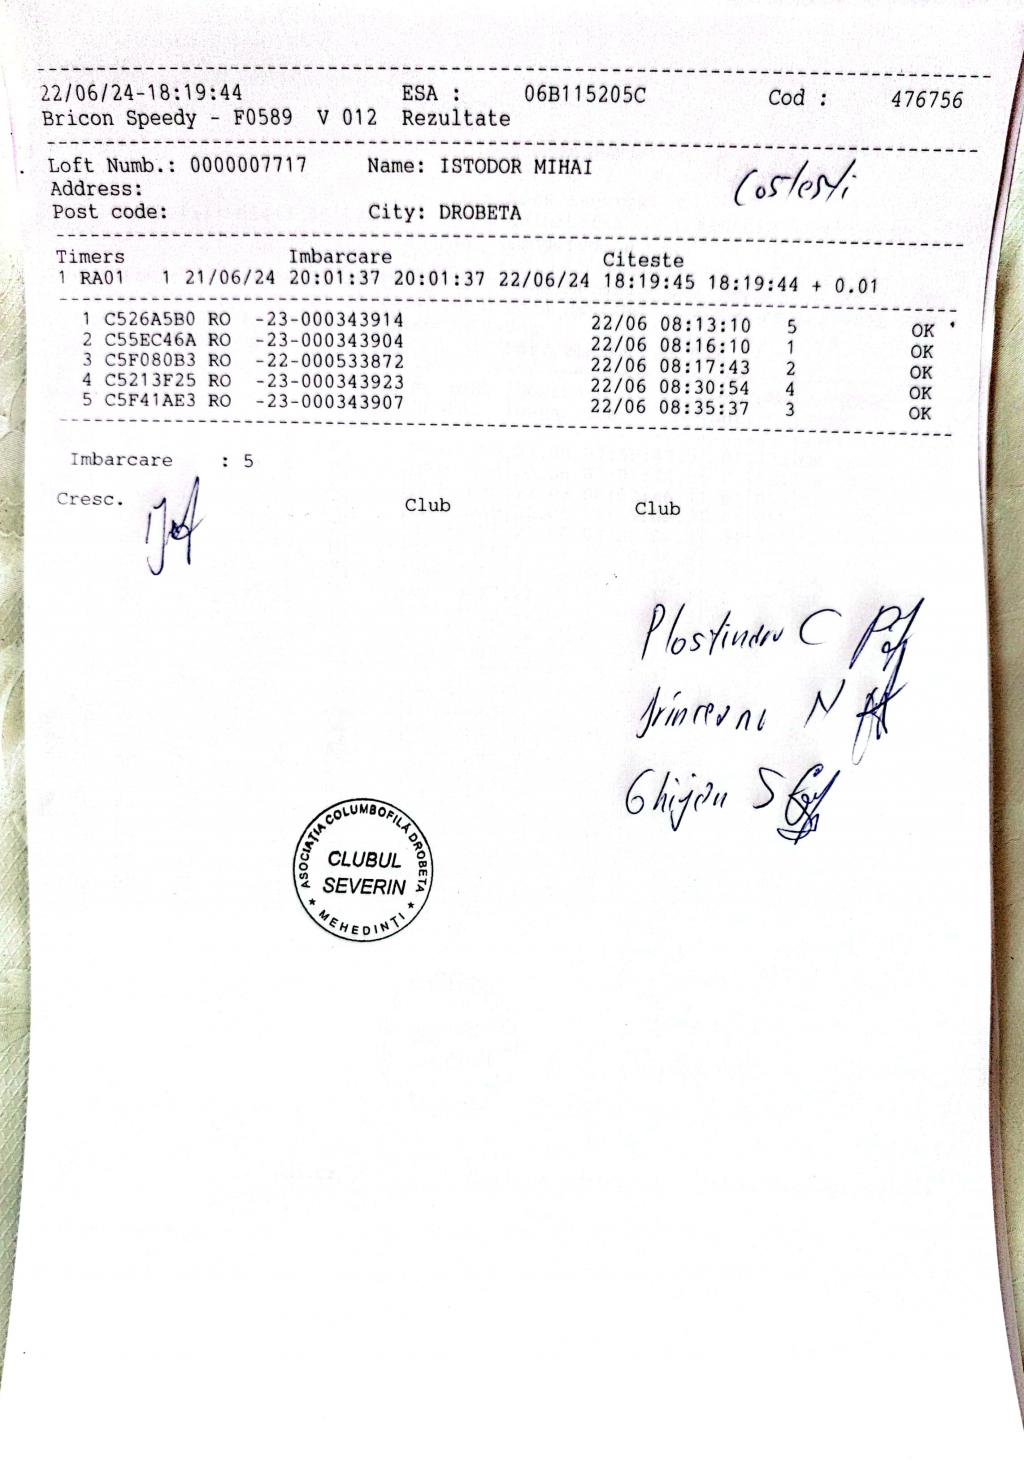 22/06/24-18:19:44 ESA : 06B115205C Cod : 476756
Bricon Speedy - F0589 V 012 Rezultate
Loft Numb.: 0000007717 Name: ISTODOR MIHAI
Costesti
Address:
Post code: City: DROBETA
Timers Imbarcare Citeste
1 RA01 1 21/06/24 20:01:37 20:01:37 22/06/24 18:19:45 18:19:44 + 0.01
1 C526A5B0 RO -23-000343914 22/06 08:13:10 5 OK
2 C55EC46A RO -23-000343904 22/06 08:16:10 1 OK
3 C5F080B3 RO -22-000533872 22/06 08:17:43 2 OK
4 C5213F25 RO -23-000343923 22/06 08:30:54 4 OK
5 C5F41AE3 RO -23-000343907 22/06 08:35:37 3 OK
Imbarcare : 5
Cresc. Club Club
C
N
S
ASOCIAȚIA COLUMBOFILĂ DROBETA
CLUBUL
SEVERIN
* MEHEDINȚI *